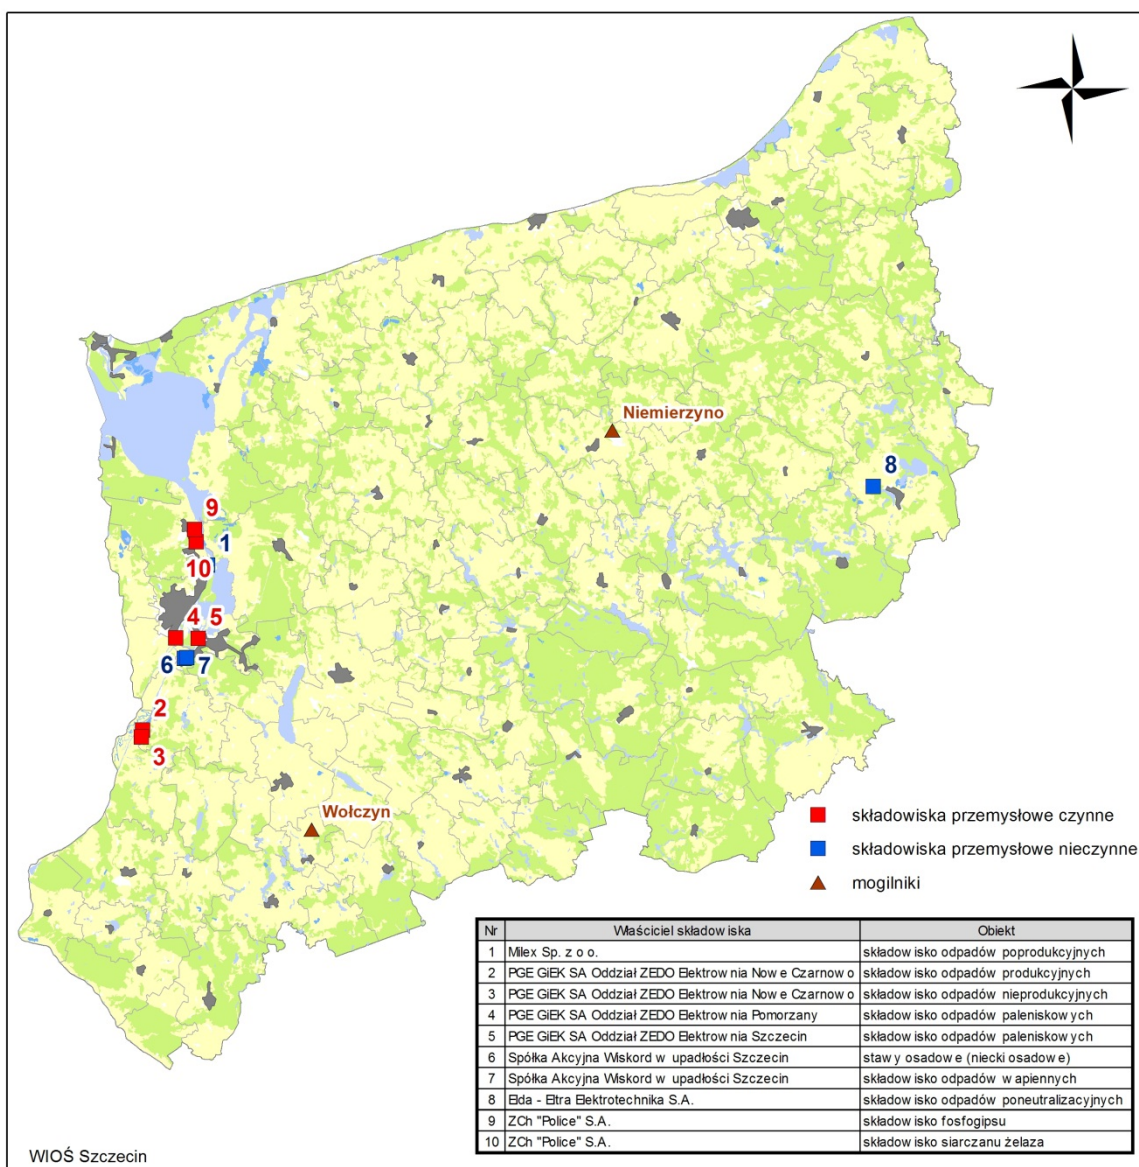 Niemierzyno
8
9
1
10
4 5
6 7
2
3
Wołczyn
składowiska przemysłowe czynne
składowiska przemysłowe nieczynne
mogilniki
Nr Właściciel składowiska Obiekt
1 Milex Sp. z o o. składowisko odpadów poprodukcyjnych
2 PGE GiEK SA Oddział ZEDO Elektrownia Nowe Czarnowo składowisko odpadów produkcyjnych
3 PGE GiEK SA Oddział ZEDO Elektrownia Nowe Czarnowo składowisko odpadów nieprodukcyjnych
4 PGE GiEK SA Oddział ZEDO Elektrownia Pomorzany składowisko odpadów paleniskowych
5 PGE GiEK SA Oddział ZEDO Elektrownia Szczecin składowisko odpadów paleniskowych
6 Spółka Akcyjna Wiskord w upadłości Szczecin stawy osadowe (niecki osadowe)
7 Spółka Akcyjna Wiskord w upadłości Szczecin składowisko odpadów wapiennych
8 Elda - Eltra Elektrotechnika S.A. składowisko odpadów poneutralizacyjnych
9 ZCh "Police" S.A. składowisko fosfogipsu
10 ZCh "Police" S.A. składowisko siarczanu żelaza
WIOŚ Szczecin